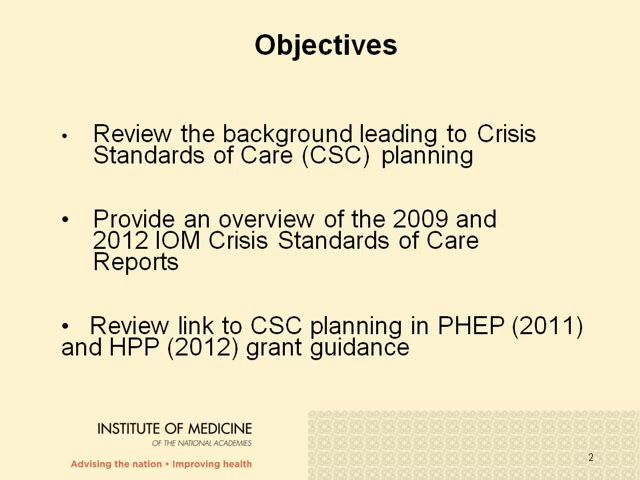 Objectives
• Review the background leading to Crisis
Standards of Care (CSC) planning
• Provide an overview of the 2009 and
2012 IOM Crisis Standards of Care
Reports
• Review link to CSC planning in PHEP (2011)
and HPP (2012) grant guidance
INSTITUTE OF MEDICINE
OF THE NATIONAL ACADEMIES
Advising the nation • Improving health
2